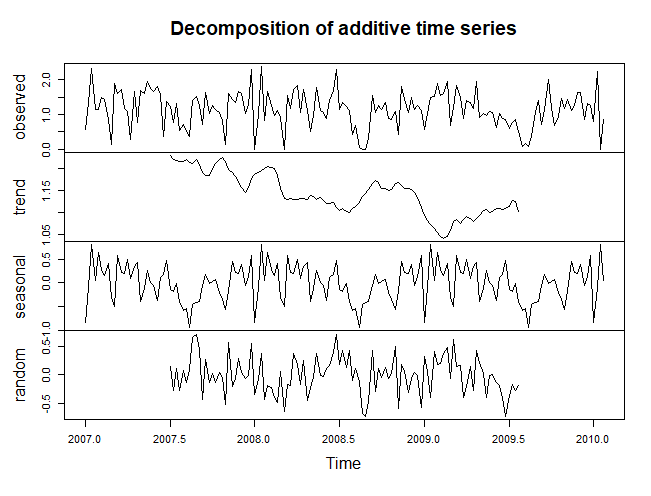 Decomposition of additive time series
observed
0.0 1.0 2.0
trend
1.05 1.15
seasonal
-1.0 0.0 0.5
random
-0.5 0.0 0.5
2007.0 2007.5 2008.0 2008.5 2009.0 2009.5 2010.0
Time